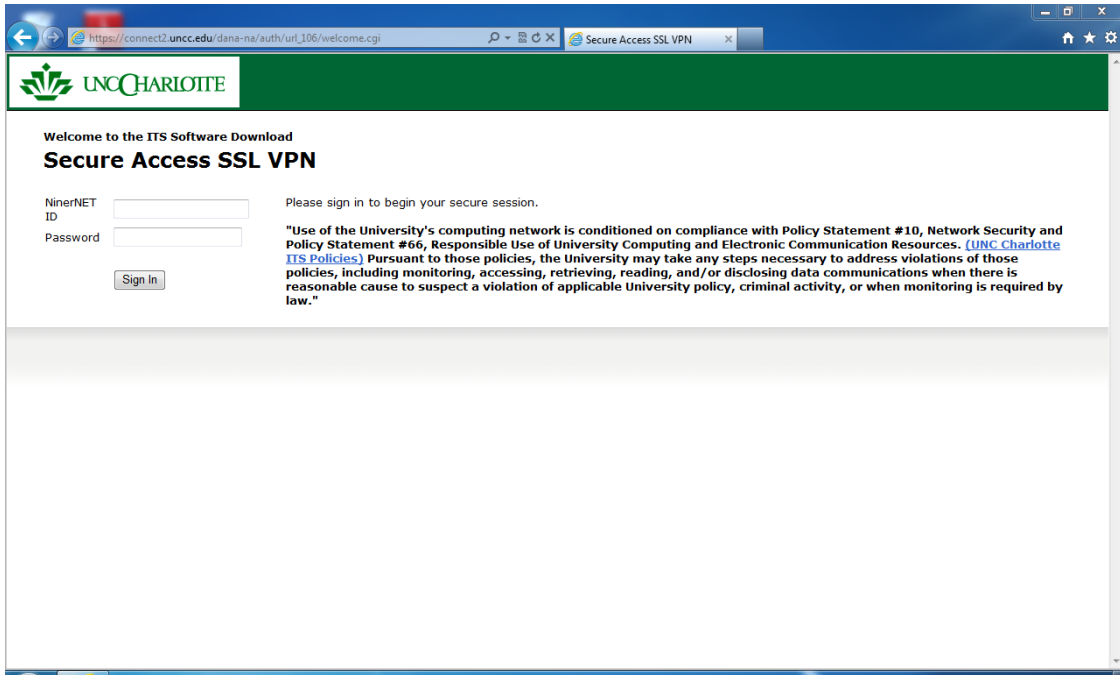 https://connect2.uncc.edu/dana-na/auth/url_106/welcome.cgi
Secure Access SSL VPN
UNC CHARLOTTE
Welcome to the ITS Software Download
Secure Access SSL VPN
NinerNET
ID
Password
Sign In
Please sign in to begin your secure session.
"Use of the University's computing network is conditioned on compliance with Policy Statement #10, Network Security and
Policy Statement #66, Responsible Use of University Computing and Electronic Communication Resources. (UNC Charlotte
ITS Policies) Pursuant to those policies, the University may take any steps necessary to address violations of those
policies, including monitoring, accessing, retrieving, reading, and/or disclosing data communications when there is
reasonable cause to suspect a violation of applicable University policy, criminal activity, or when monitoring is required by
law."